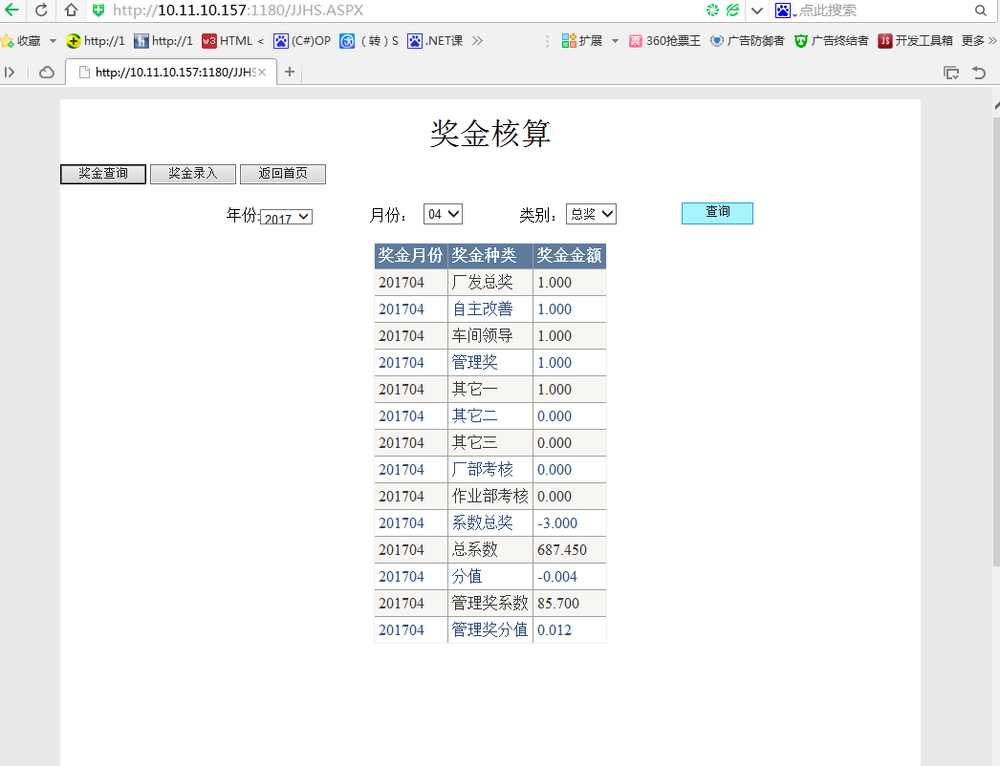 http://10.11.10.157:1180/JJHS.ASPX 点此搜索
收藏 http://1 http://1 w3 HTML < (C#)OP （转）S .NET课 扩展 票 360抢票王 广告防御者 广告终结者 JS 开发工具箱 更多
http://10.11.10.157:1180/JJHS
奖金核算
奖金查询 奖金录入 返回首页
年份: 2017 月份： 04 类别： 总奖 查询
奖金月份 奖金种类 奖金金额
201704 厂发总奖 1.000
201704 自主改善 1.000
201704 车间领导 1.000
201704 管理奖 1.000
201704 其它一 1.000
201704 其它二 0.000
201704 其它三 0.000
201704 厂部考核 0.000
201704 作业部考核 0.000
201704 系数总奖 -3.000
201704 总系数 687.450
201704 分值 -0.004
201704 管理奖系数 85.700
201704 管理奖分值 0.012